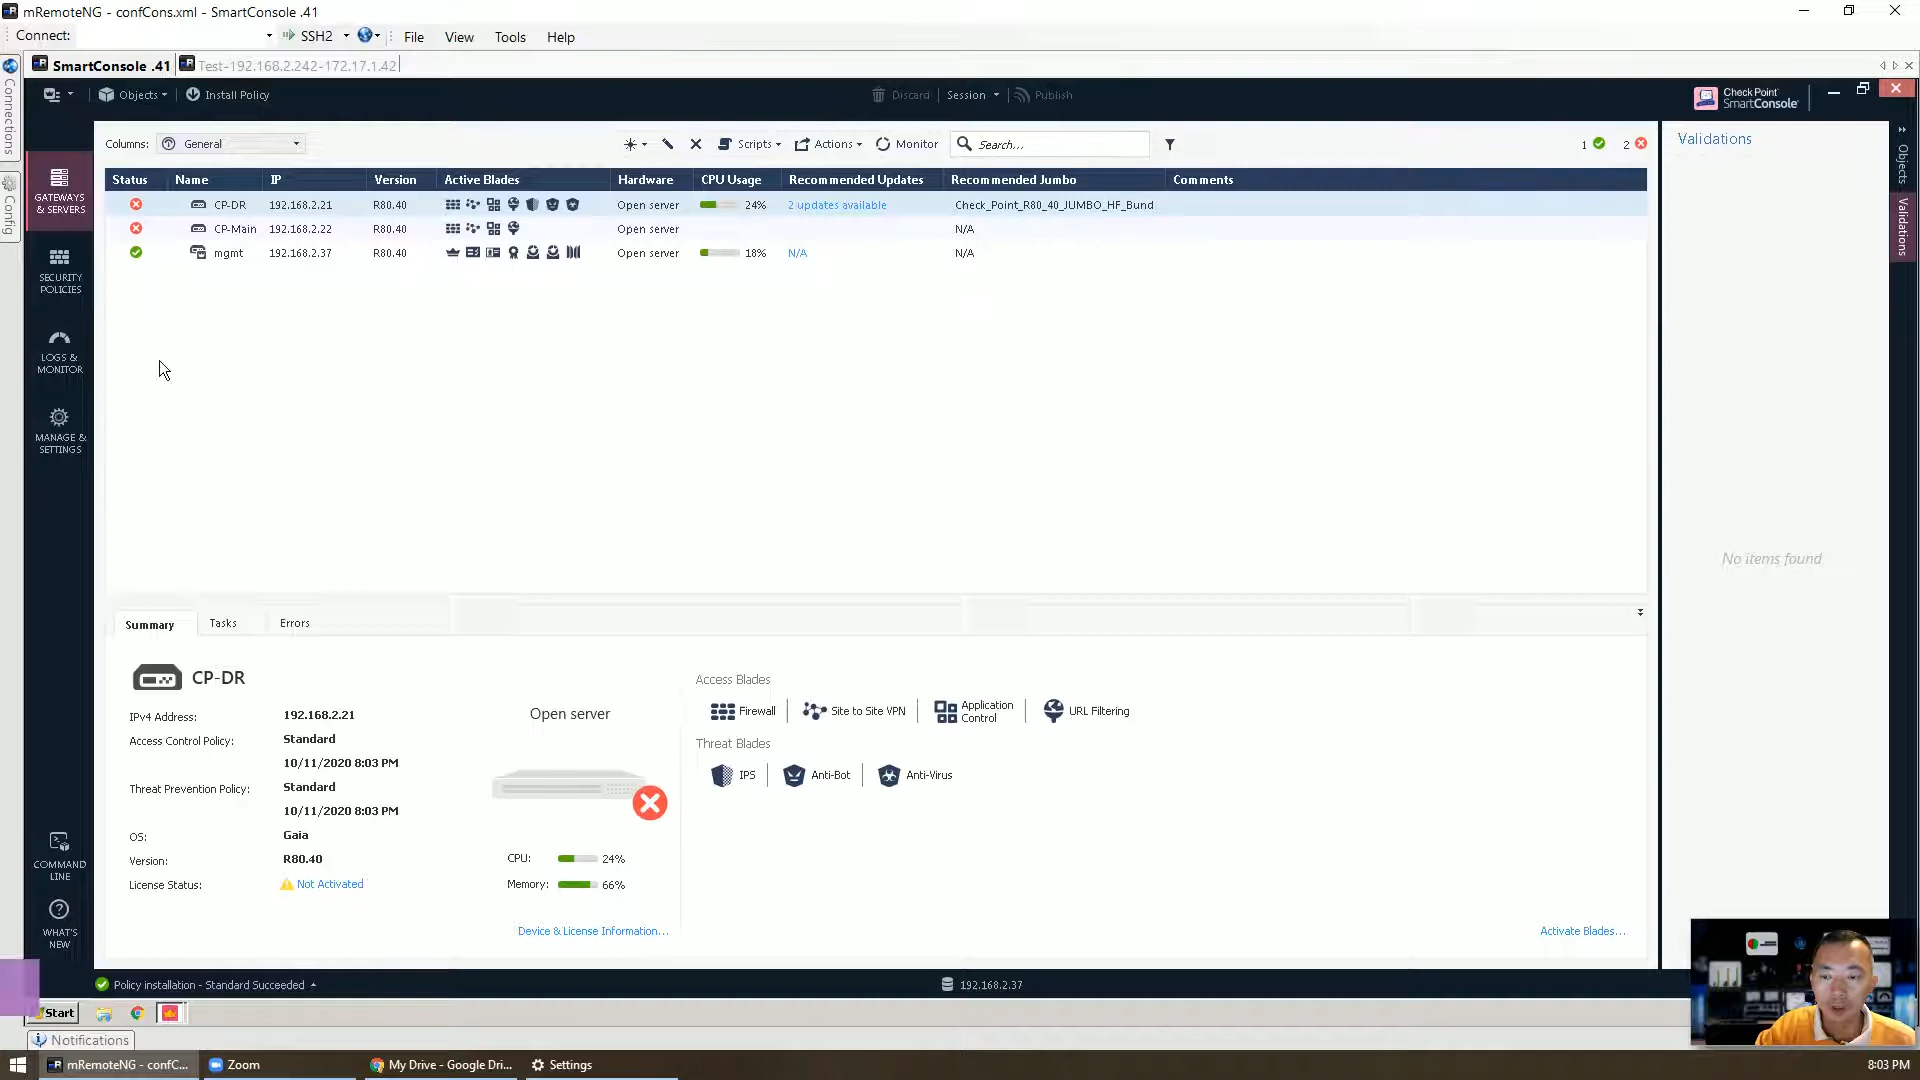 mRemoteNG - confCons.xml - SmartConsole .41
Connect: SSH2 File View Tools Help
SmartConsole .41 Test-192.168.2.242-172.17.1.42
Connections
Config
Objects Install Policy Discard Session Publish Check Point SmartConsole
Columns: General Scripts Actions Monitor Search... 1 2
Status Name IP Version Active Blades Hardware CPU Usage Recommended Updates Recommended Jumbo Comments
CP-DR 192.168.2.21 R80.40 Open server 24% 2 updates available Check_Point_R80_40_JUMBO_HF_Bund
CP-Main 192.168.2.22 R80.40 Open server N/A
mgmt 192.168.2.37 R80.40 Open server 18% N/A N/A
GATEWAYS
& SERVERS
SECURITY
POLICIES
LOGS &
MONITOR
MANAGE &
SETTINGS
COMMAND
LINE
WHAT'S
NEW
Validations
No items found
Objects
Validations
Summary Tasks Errors
CP-DR
IPv4 Address: 192.168.2.21
Access Control Policy: Standard
10/11/2020 8:03 PM
Threat Prevention Policy: Standard
10/11/2020 8:03 PM
OS: Gaia
Version: R80.40
License Status: Not Activated
Open server
CPU: 24%
Memory: 66%
Device & License Information...
Access Blades
Firewall Site to Site VPN Application Control URL Filtering
Threat Blades
IPS Anti-Bot Anti-Virus
Activate Blades...
Policy installation - Standard Succeeded 192.168.2.37
Start
Notifications
mRemoteNG - confC... Zoom My Drive - Google Dri... Settings 8:03 PM